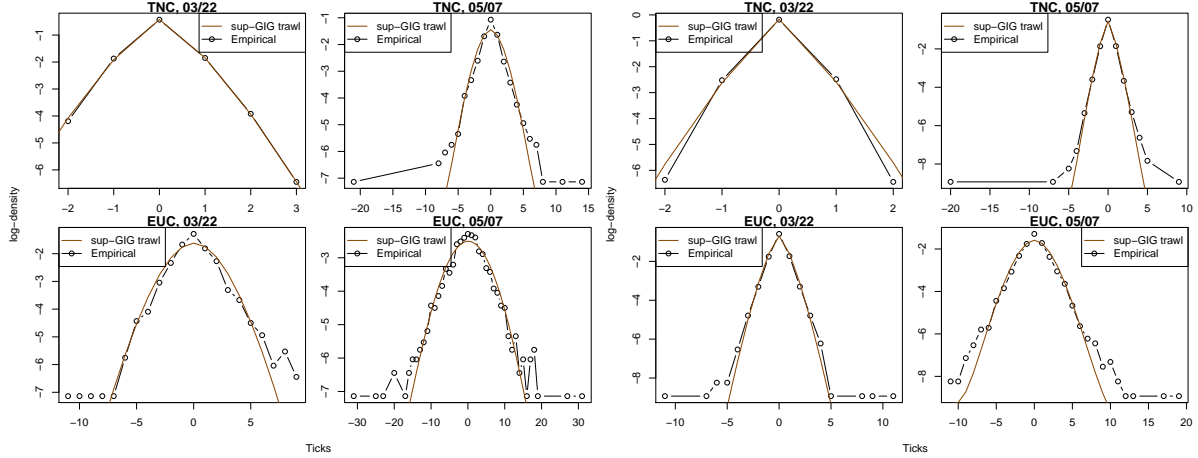 TNC, 03/22
sup−GIG trawl
Empirical
−1
−2
−3
−4
−5
−6
−2 −1 0 1 2 3
TNC, 05/07
sup−GIG trawl
Empirical
−1
−2
−3
−4
−5
−6
−7
−20 −15 −10 −5 0 5 10 15
EUC, 03/22
sup−GIG trawl
Empirical
−2
−3
−4
−5
−6
−7
−10 −5 0 5
EUC, 05/07
sup−GIG trawl
Empirical
−2
−3
−4
−5
−6
−7
−30 −20 −10 0 10 20 30
log−density
Ticks
TNC, 03/22
sup−GIG trawl
Empirical
0
−1
−2
−3
−4
−5
−6
−2 −1 0 1 2
TNC, 05/07
sup−GIG trawl
Empirical
−2
−4
−6
−8
−20 −15 −10 −5 0 5 10
EUC, 03/22
sup−GIG trawl
Empirical
−2
−4
−6
−8
−10 −5 0 5 10
EUC, 05/07
sup−GIG trawl
Empirical
−2
−4
−6
−8
−10 −5 0 5 10 15 20
log−density
Ticks